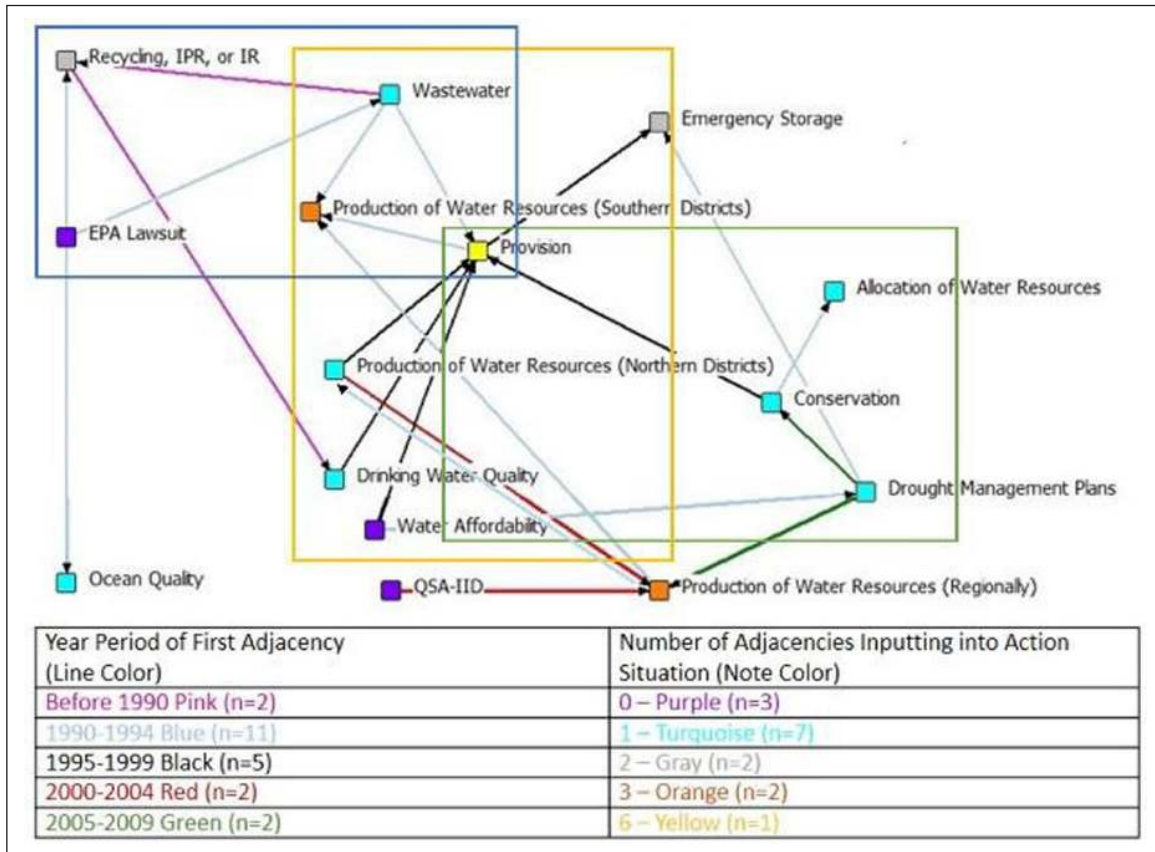 Recycling, IPR, or IR
Wastewater
Emergency Storage
Production of Water Resources (Southern Districts)
EPA Lawsuit
Provision
Allocation of Water Resources
Production of Water Resources (Northern Districts)
Conservation
Drinking Water Quality
Drought Management Plans
Water Affordability
Ocean Quality
QSA-IID
Production of Water Resources (Regionally)
Year Period of First Adjacency
(Line Color)
Number of Adjacencies Inputting into Action
Situation (Note Color)
Before 1990 Pink (n=2)
0 – Purple (n=3)
1990-1994 Blue (n=11)
1 – Turquoise (n=7)
1995-1999 Black (n=5)
2 – Gray (n=2)
2000-2004 Red (n=2)
3 – Orange (n=2)
2005-2009 Green (n=2)
6 – Yellow (n=1)